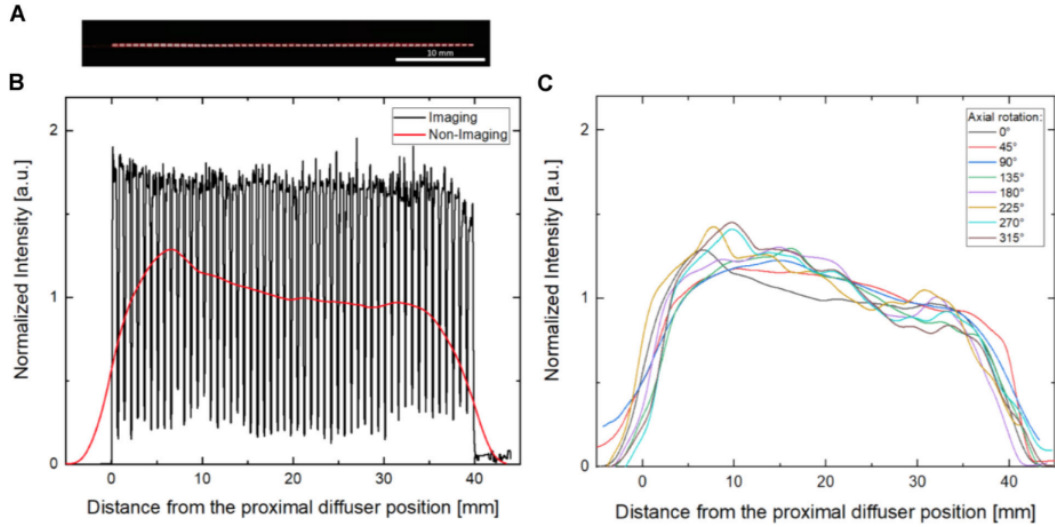 A
10 mm
B
2
1
0
Normalized Intensity [a.u.]
Imaging
Non-Imaging
0 10 20 30 40
Distance from the proximal diffuser position [mm]
C
2
1
0
Normalized Intensity [a.u.]
Axial rotation:
0°
45°
90°
135°
180°
225°
270°
315°
0 10 20 30 40
Distance from the proximal diffuser position [mm]